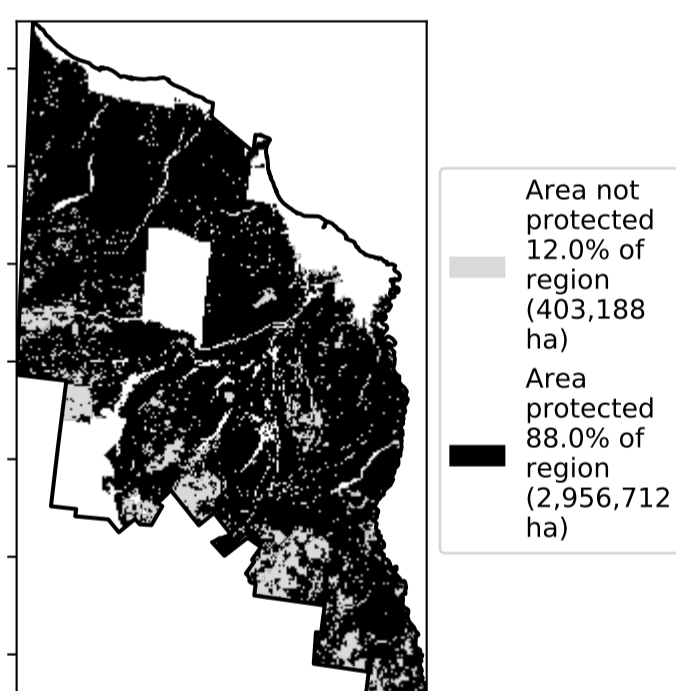 Area not
protected
12.0% of
region
(403,188
ha)
Area
protected
88.0% of
region
(2,956,712
ha)